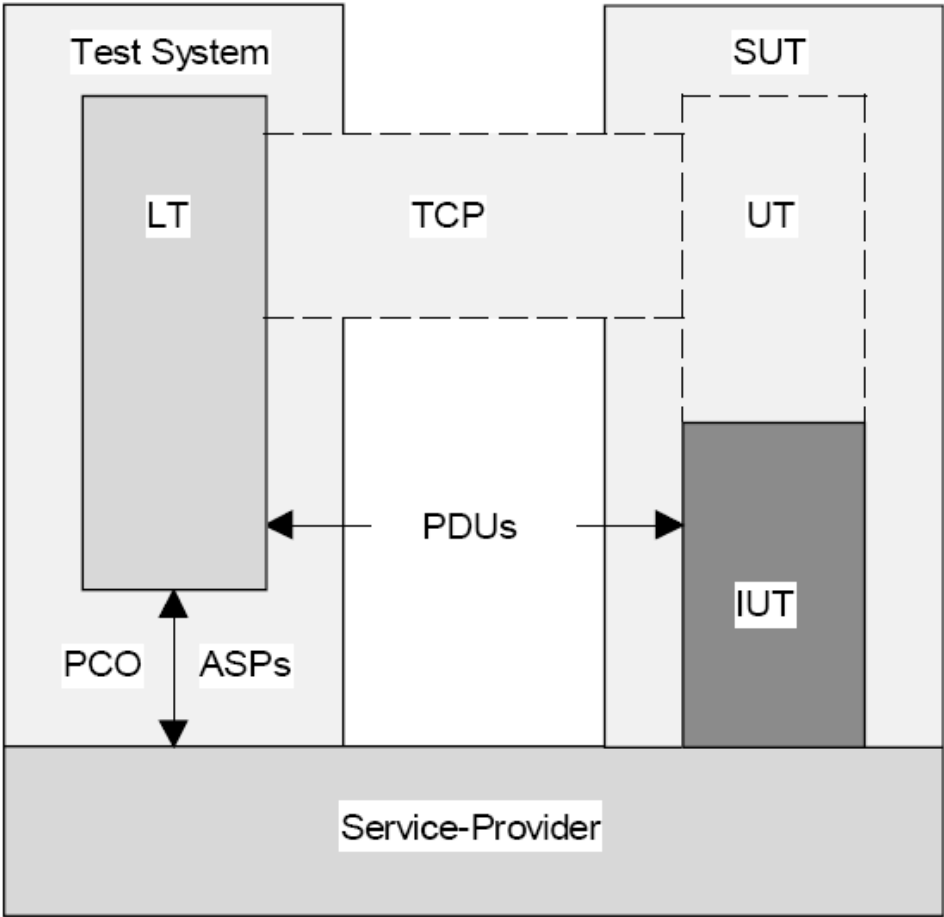 Test System
SUT
LT
TCP
UT
PDUs
IUT
PCO
ASPs
Service-Provider